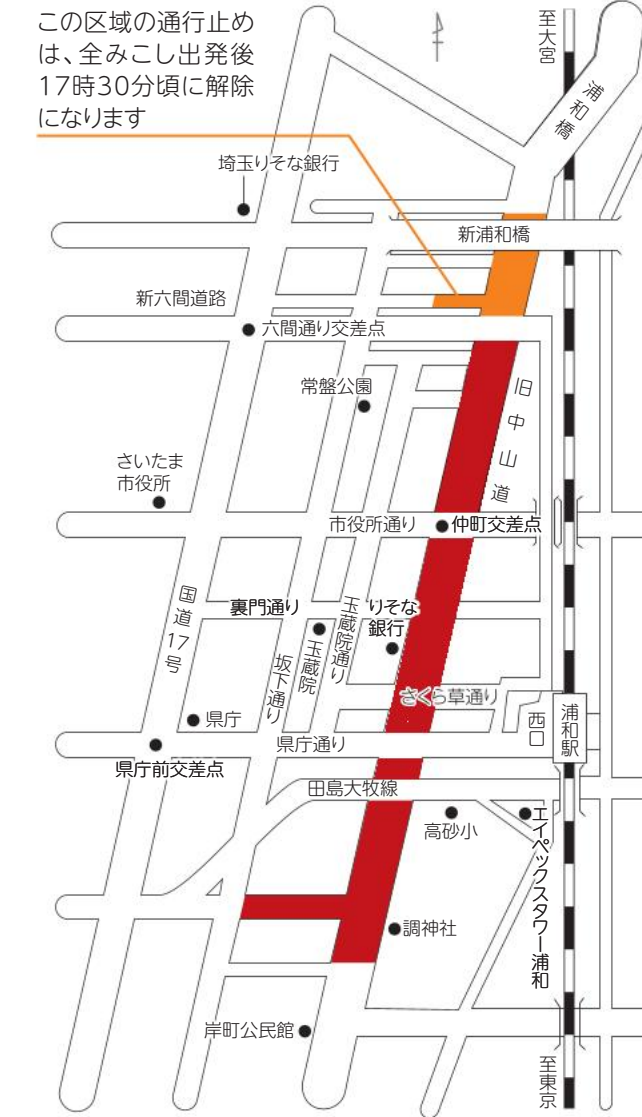 この区域の通行止め
は、全みこし出発後
17時30分頃に解除
になります
至大宮
浦和橋
埼玉りそな銀行
新浦和橋
新六間道路
六間通り交差点
常盤公園
旧中山道
さいたま
市役所
市役所通り
仲町交差点
国道17号
裏門通り
玉蔵院通り
りそな
銀行
玉蔵院
坂下通り
さくら草通り
県庁
西口
浦和駅
県庁通り
県庁前交差点
田島大牧線
高砂小
エイペックスタワー浦和
調神社
岸町公民館
至東京